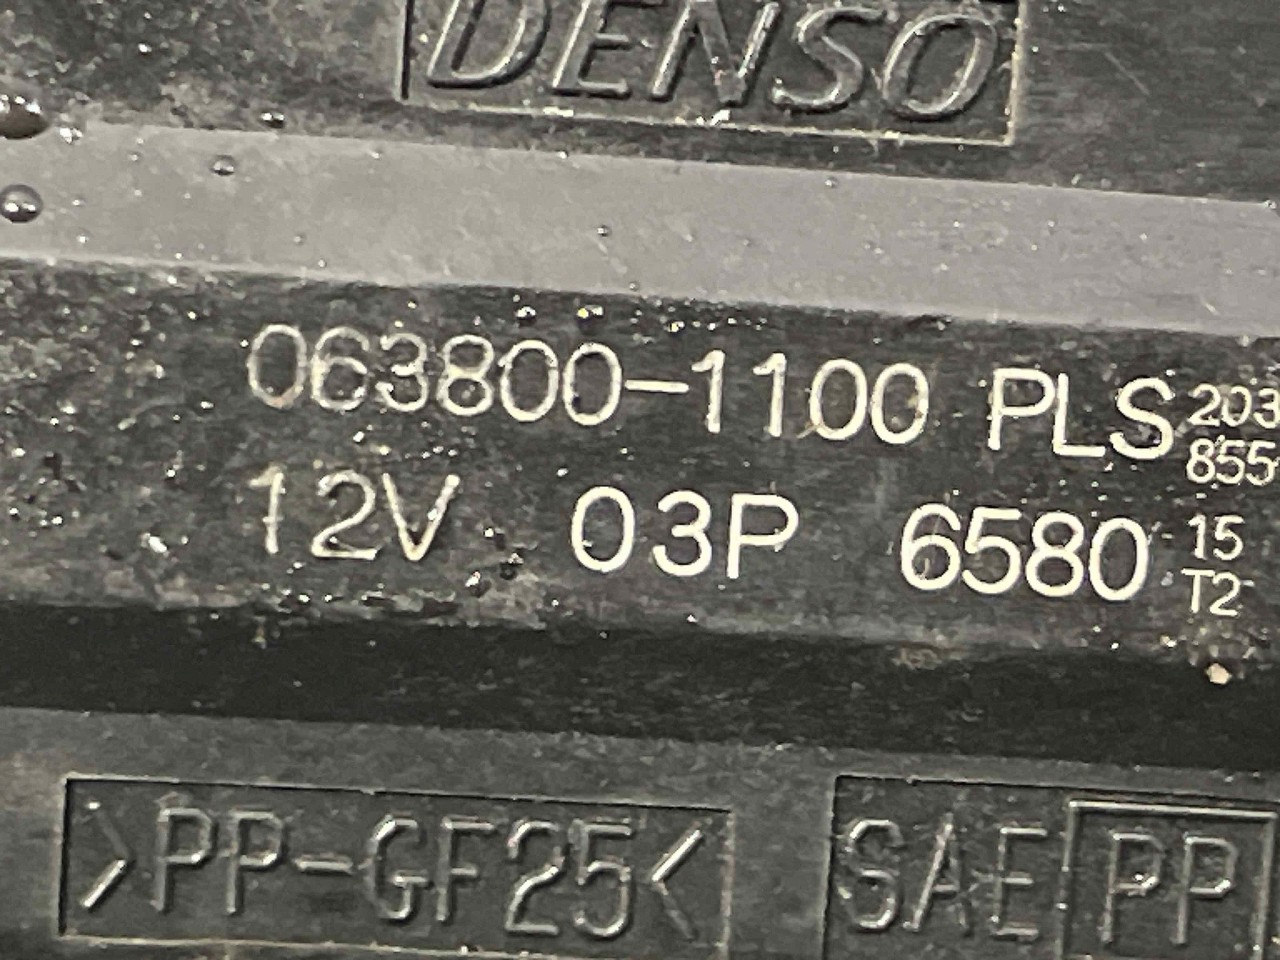 DENSO
063800-1100 PLS 203 855
12V 03P 6580 15 T2
>PP-GF25<
SAE PP